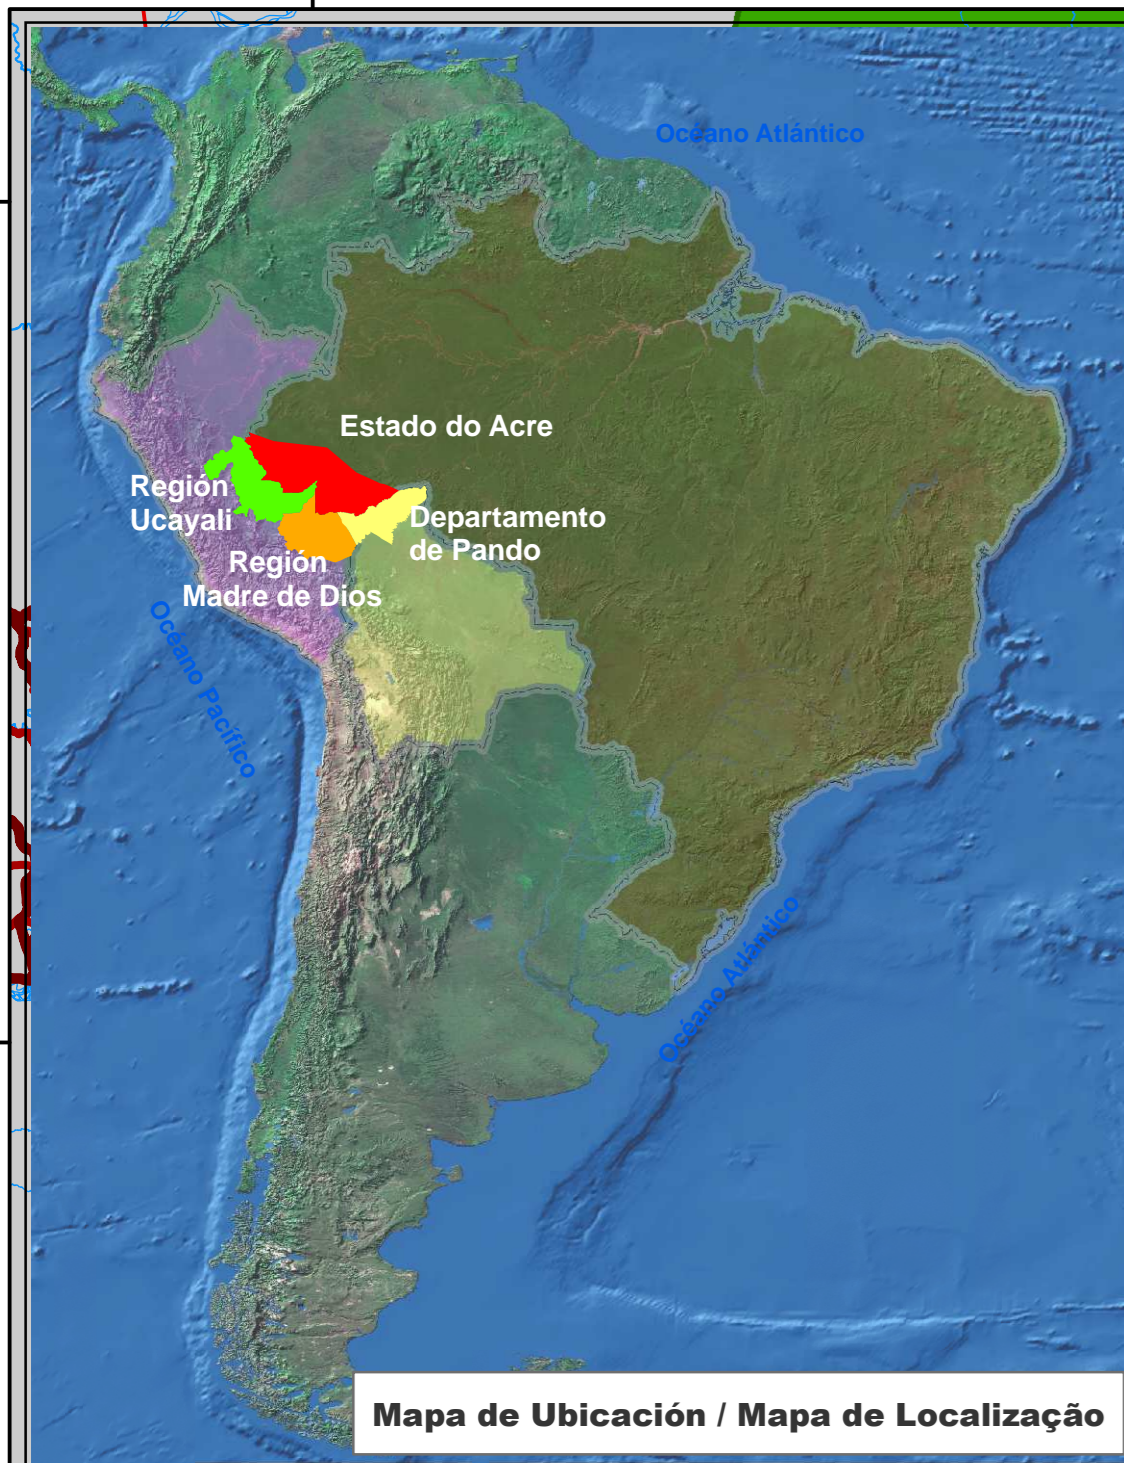 Océano Atlántico
Estado do Acre
Región
Ucayali
Departamento
de Pando
Región
Madre de Dios
Océano Pacífico
Océano Atlántico
Mapa de Ubicación / Mapa de Localização